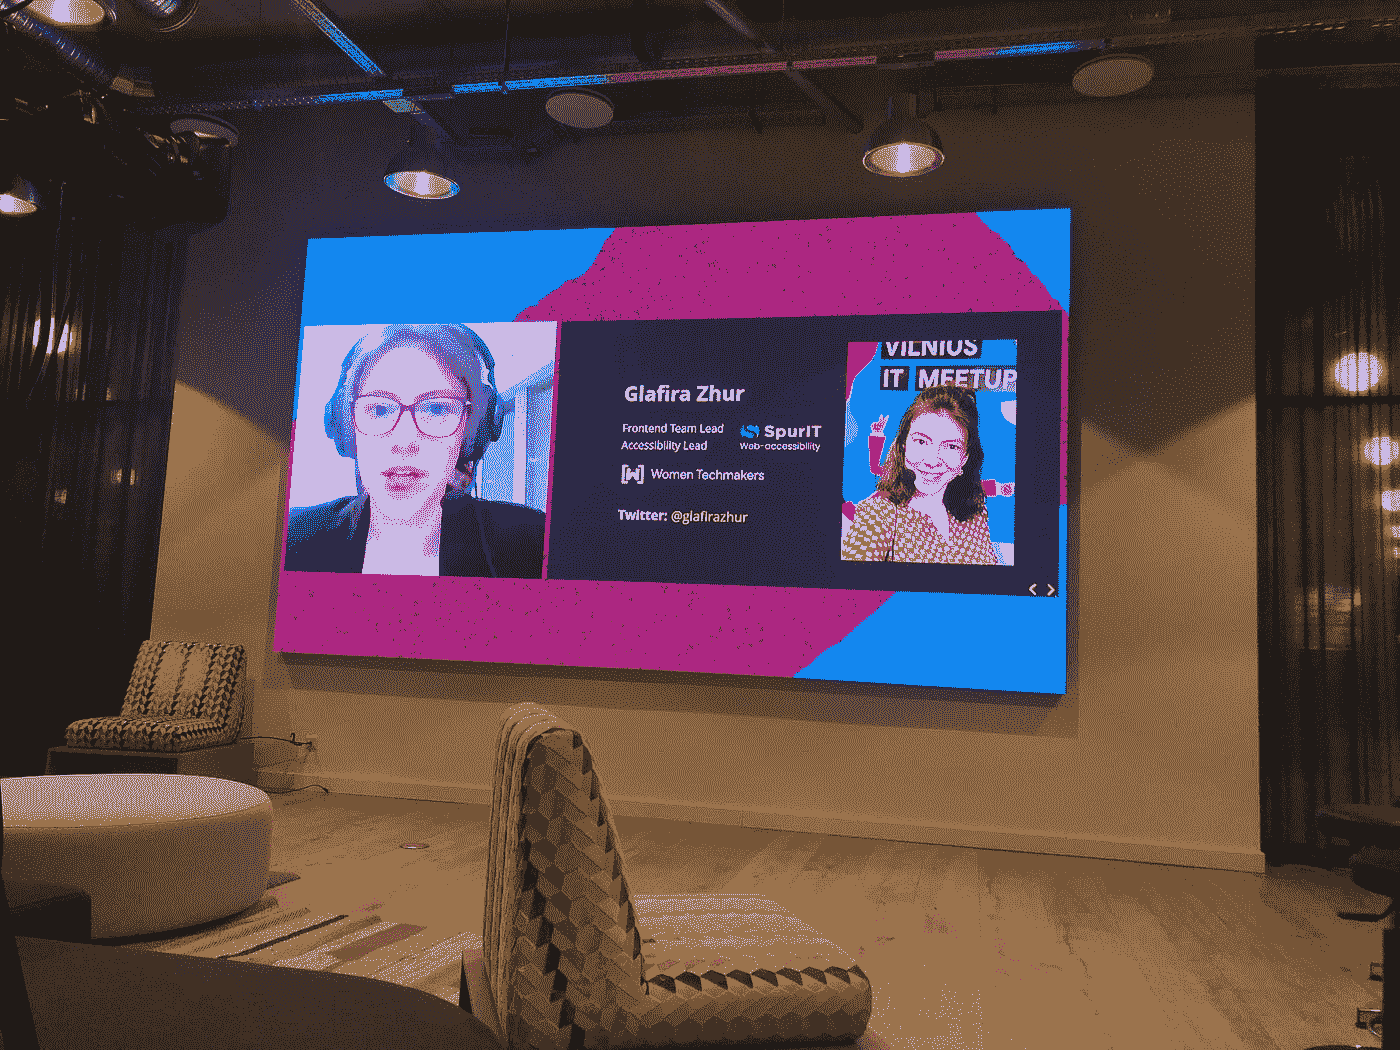 Glafira Zhur
Frontend Team Lead
Accessibility Lead
SpurIT
Web-accessibility
[W] Women Techmakers
Twitter: @glafirazhur
VILNIUS
IT MEETUP